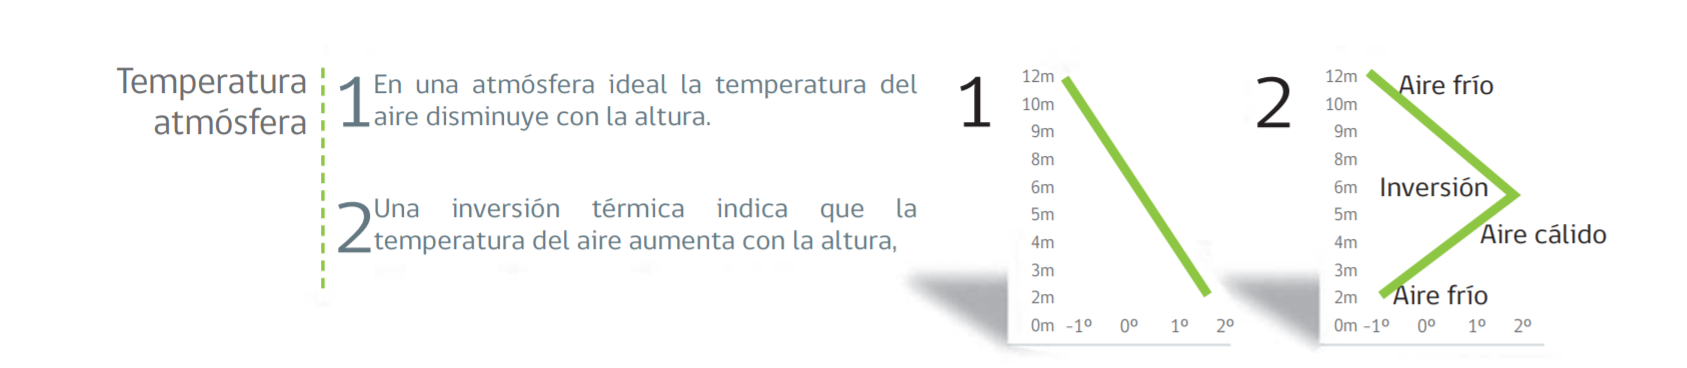 Temperatura
atmósfera
1 En una atmósfera ideal la temperatura del
aire disminuye con la altura.
2 Una inversión térmica indica que la
temperatura del aire aumenta con la altura,
1
12m
10m
9m
8m
6m
5m
4m
3m
2m
0m -1º 0º 1º 2º
2
12m Aire frío
10m
9m
8m
6m Inversión
5m
4m Aire cálido
3m
2m Aire frío
0m -1º 0º 1º 2º